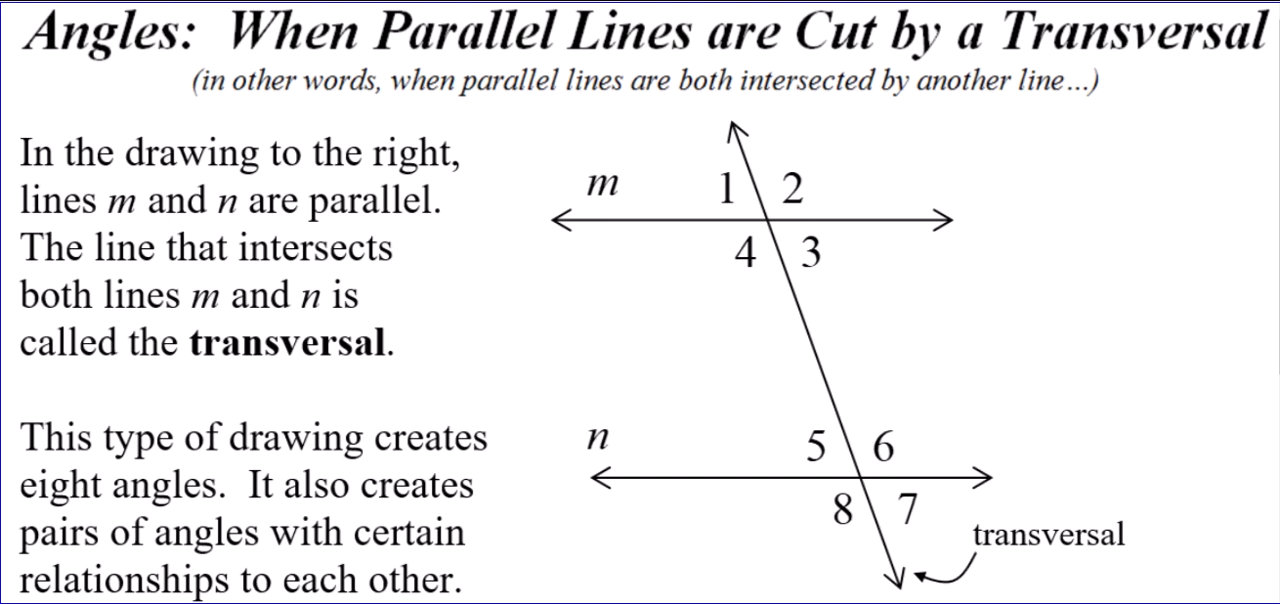 Angles: When Parallel Lines are Cut by a Transversal
(in other words, when parallel lines are both intersected by another line…)
In the drawing to the right,
lines m and n are parallel.
The line that intersects
both lines m and n is
called the transversal.
This type of drawing creates
eight angles. It also creates
pairs of angles with certain
relationships to each other.
m
1 2
4 3
n
5 6
8 7
transversal